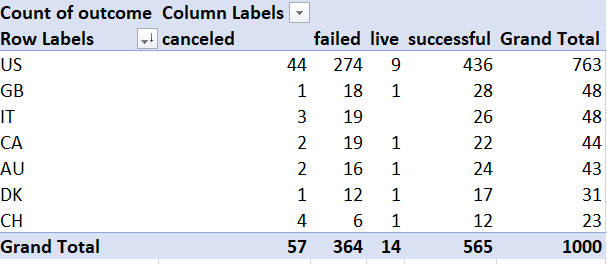 Count of outcome Column Labels
Row Labels canceled failed live successful Grand Total
US 44 274 9 436 763
GB 1 18 1 28 48
IT 3 19 26 48
CA 2 19 1 22 44
AU 2 16 1 24 43
DK 1 12 1 17 31
CH 4 6 1 12 23
Grand Total 57 364 14 565 1000